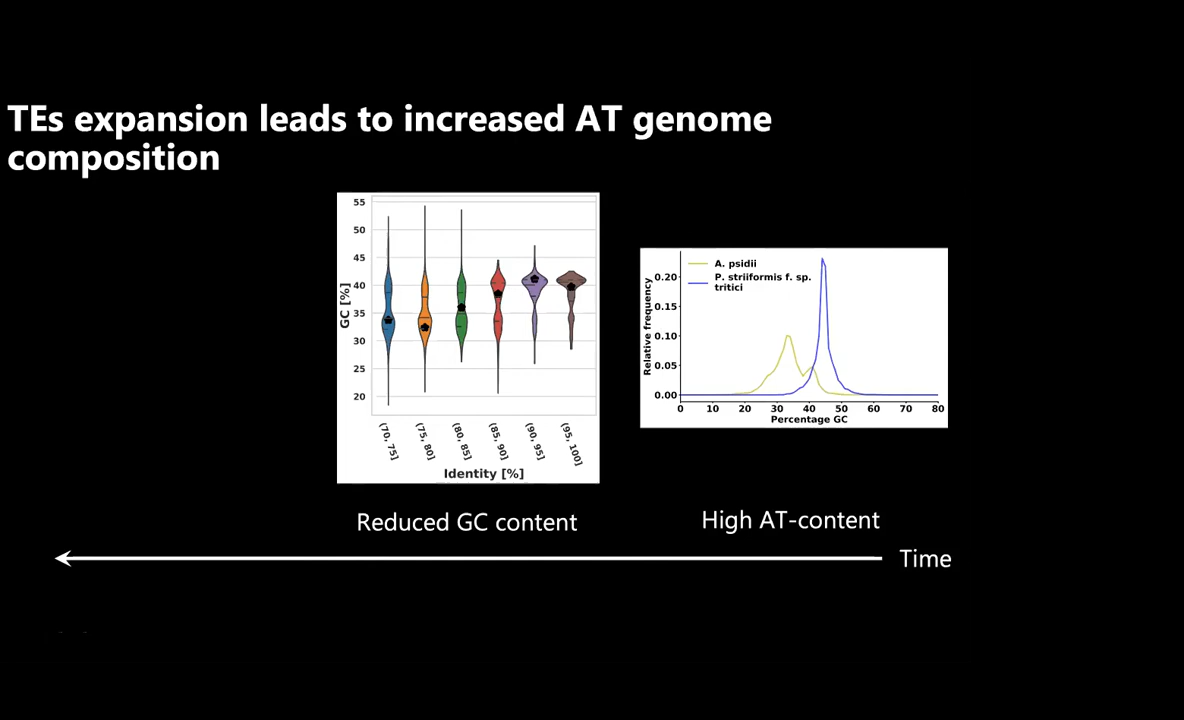 TEs expansion leads to increased AT genome
composition
GC [%]
55
50
45
40
35
30
25
20
(70, 75]
(75, 80]
(80, 85]
(85, 90]
(90, 95]
(95, 100]
Identity [%]
Relative frequency
A. psidii
P. striiformis f. sp.
tritici
0.20
0.15
0.10
0.05
0.00
0 10 20 30 40 50 60 70 80
Percentage GC
Reduced GC content
High AT-content
Time